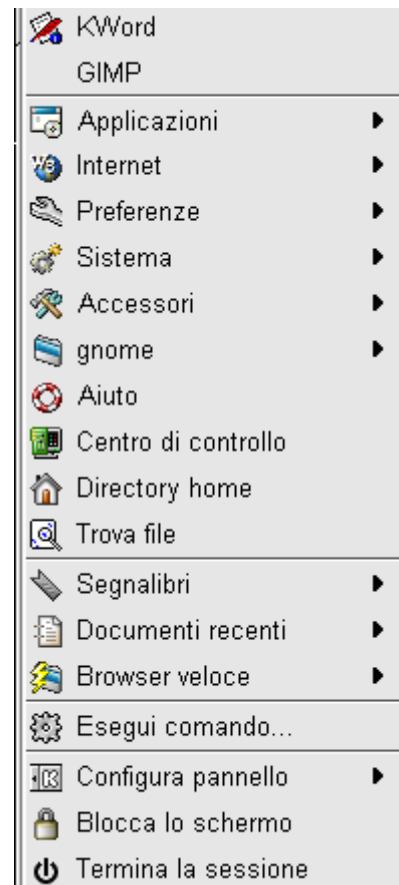 KWord
GIMP
Applicazioni
Internet
Preferenze
Sistema
Accessori
gnome
Aiuto
Centro di controllo
Directory home
Trova file
Segnalibri
Documenti recenti
Browser veloce
Esegui comando...
Configura pannello
Blocca lo schermo
Termina la sessione